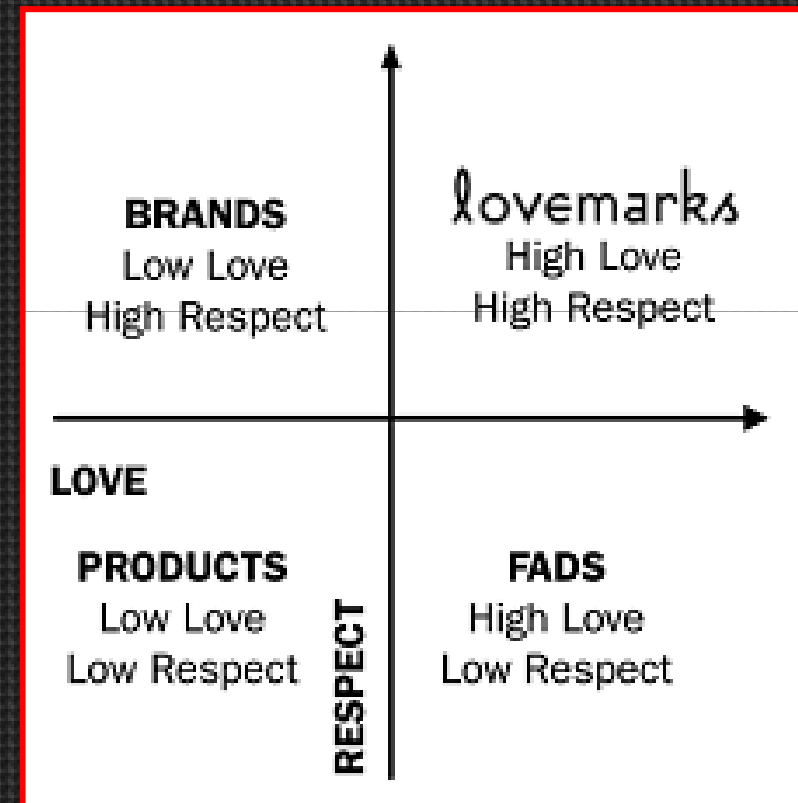 BRANDS
Low Love
High Respect
lovemarks
High Love
High Respect
LOVE
PRODUCTS
Low Love
Low Respect
RESPECT
FADS
High Love
Low Respect